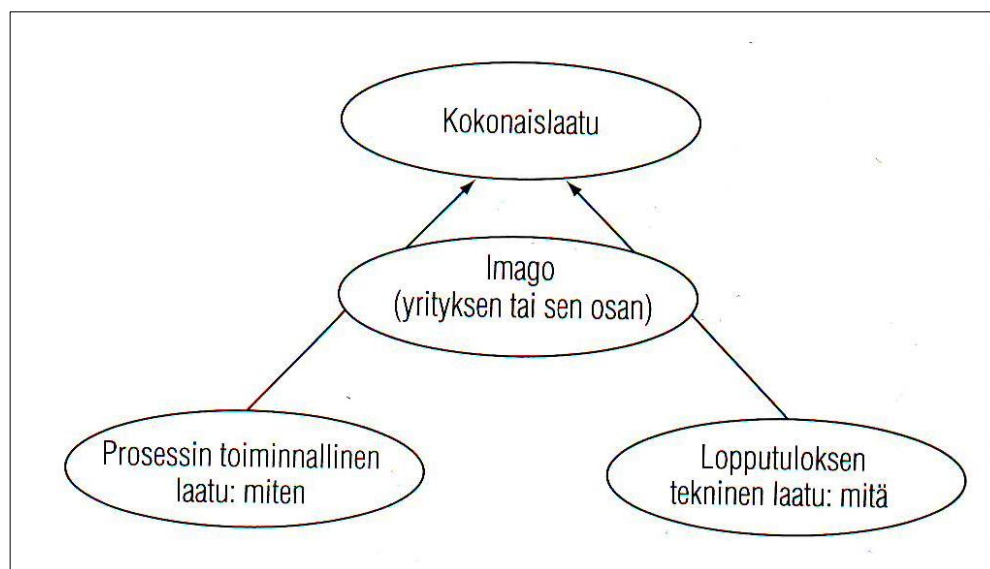 Kokonaislaatu
Imago
(yrityksen tai sen osan)
Prosessin toiminnallinen
laatu: miten
Lopputuloksen
tekninen laatu: mitä